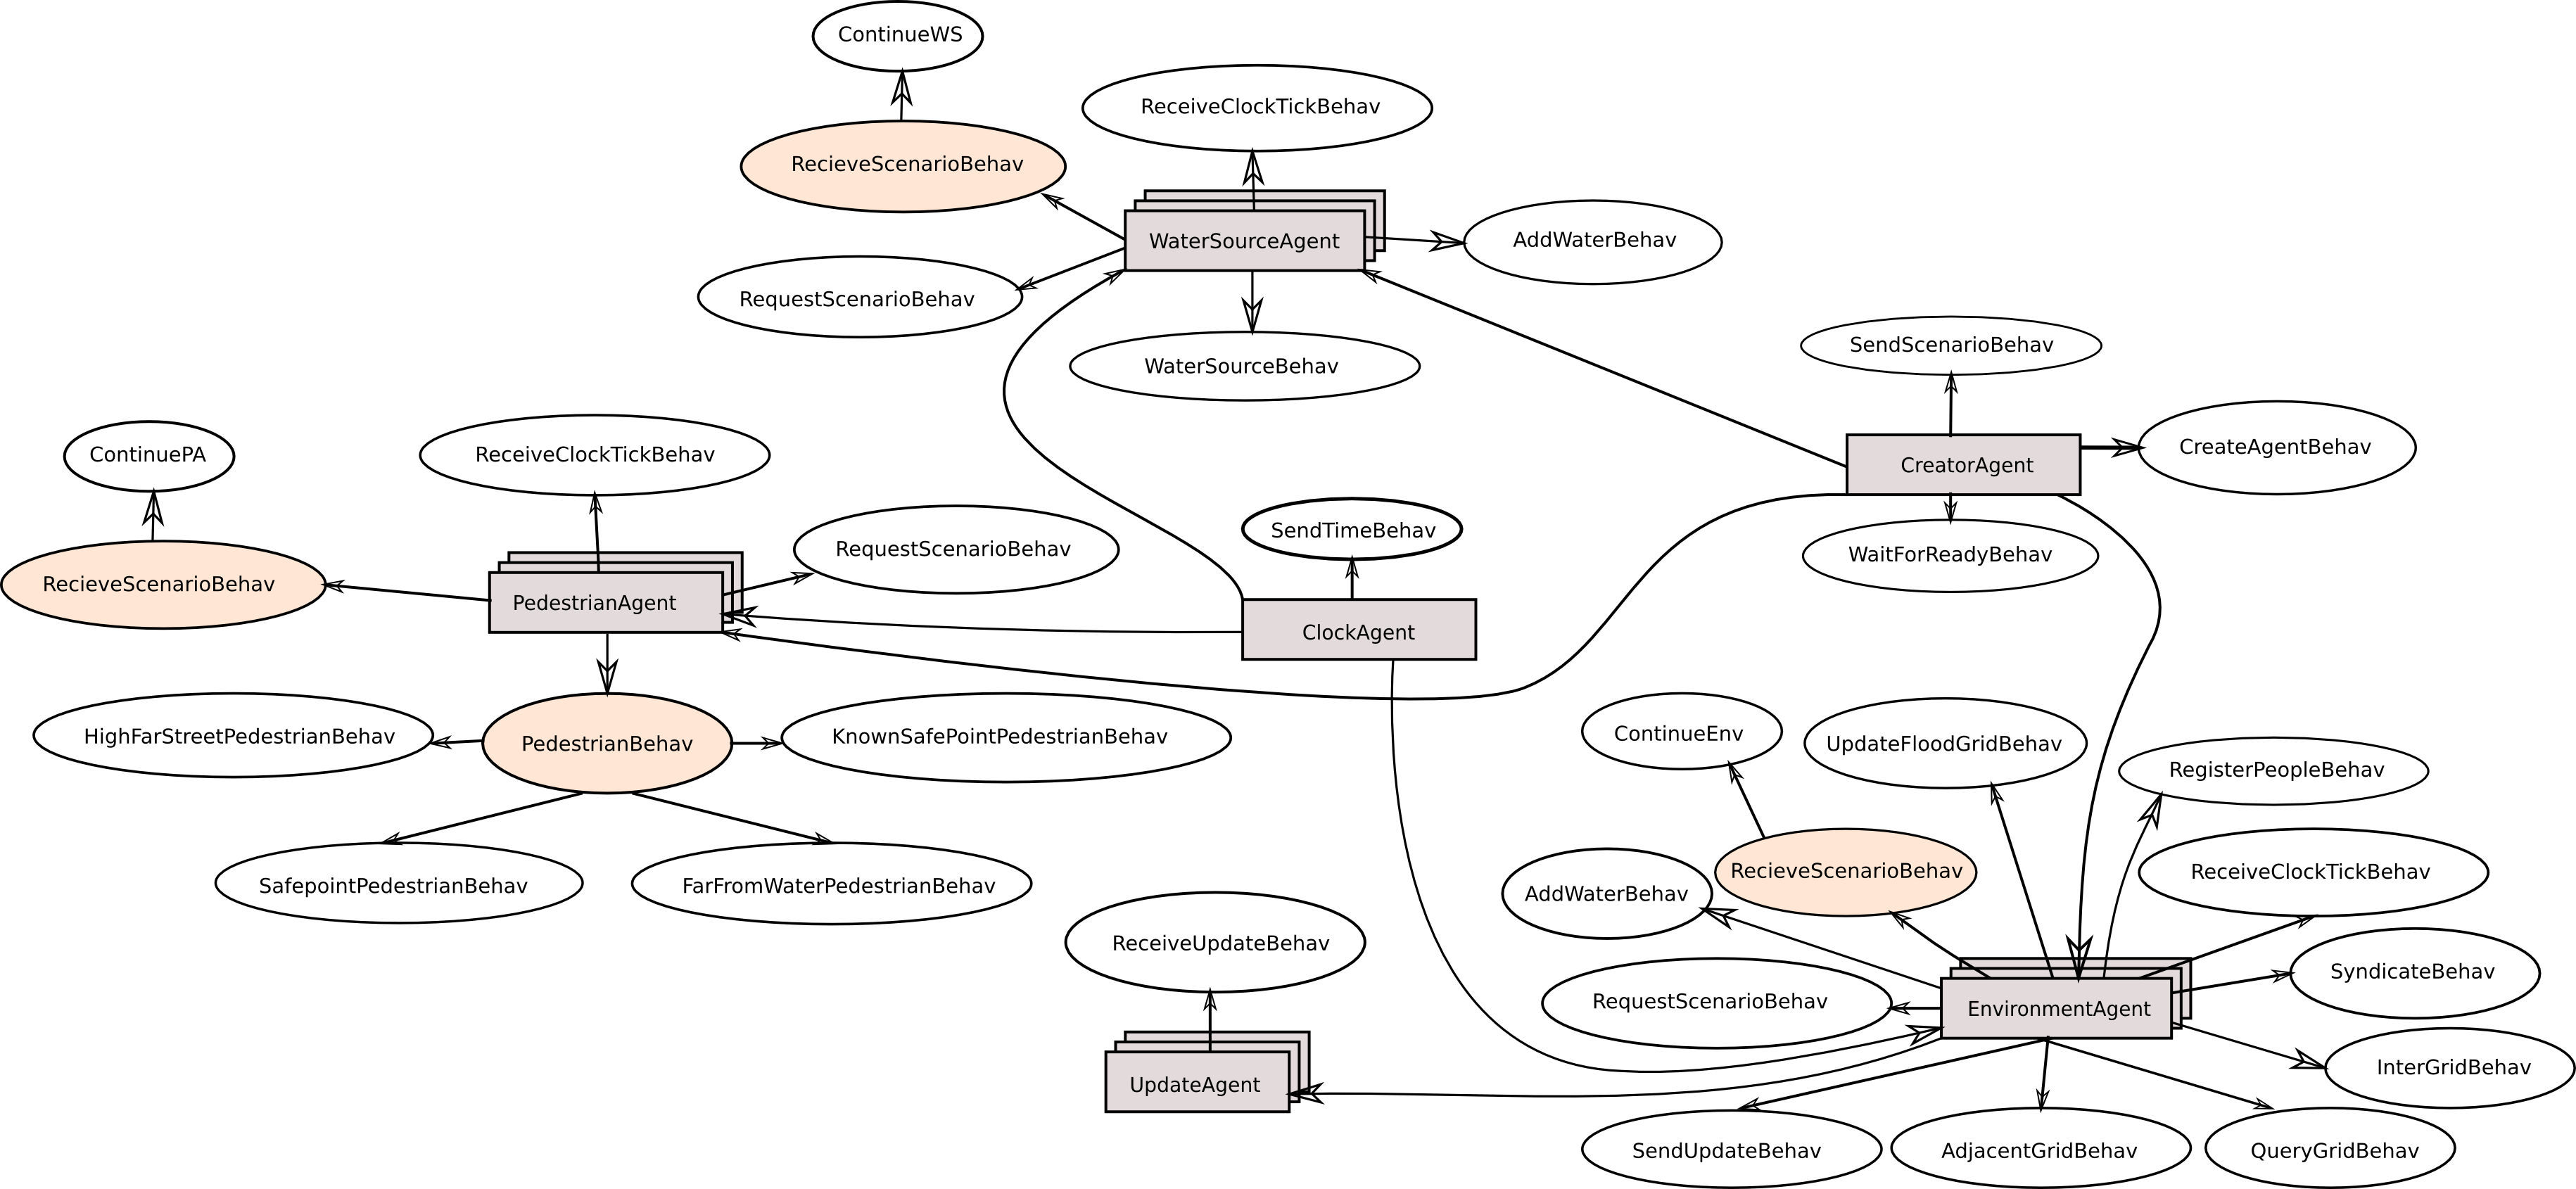 ContinueWS
ReceiveClockTickBehav
RecieveScenarioBehav
WaterSourceAgent
AddWaterBehav
RequestScenarioBehav
WaterSourceBehav
SendScenarioBehav
CreatorAgent
CreateAgentBehav
WaitForReadyBehav
ContinuePA
ReceiveClockTickBehav
RequestScenarioBehav
RecieveScenarioBehav
PedestrianAgent
SendTimeBehav
ClockAgent
HighFarStreetPedestrianBehav
PedestrianBehav
KnownSafePointPedestrianBehav
SafepointPedestrianBehav
FarFromWaterPedestrianBehav
ContinueEnv
UpdateFloodGridBehav
RegisterPeopleBehav
RecieveScenarioBehav
ReceiveClockTickBehav
AddWaterBehav
ReceiveUpdateBehav
SyndicateBehav
RequestScenarioBehav
EnvironmentAgent
InterGridBehav
UpdateAgent
SendUpdateBehav
AdjacentGridBehav
QueryGridBehav